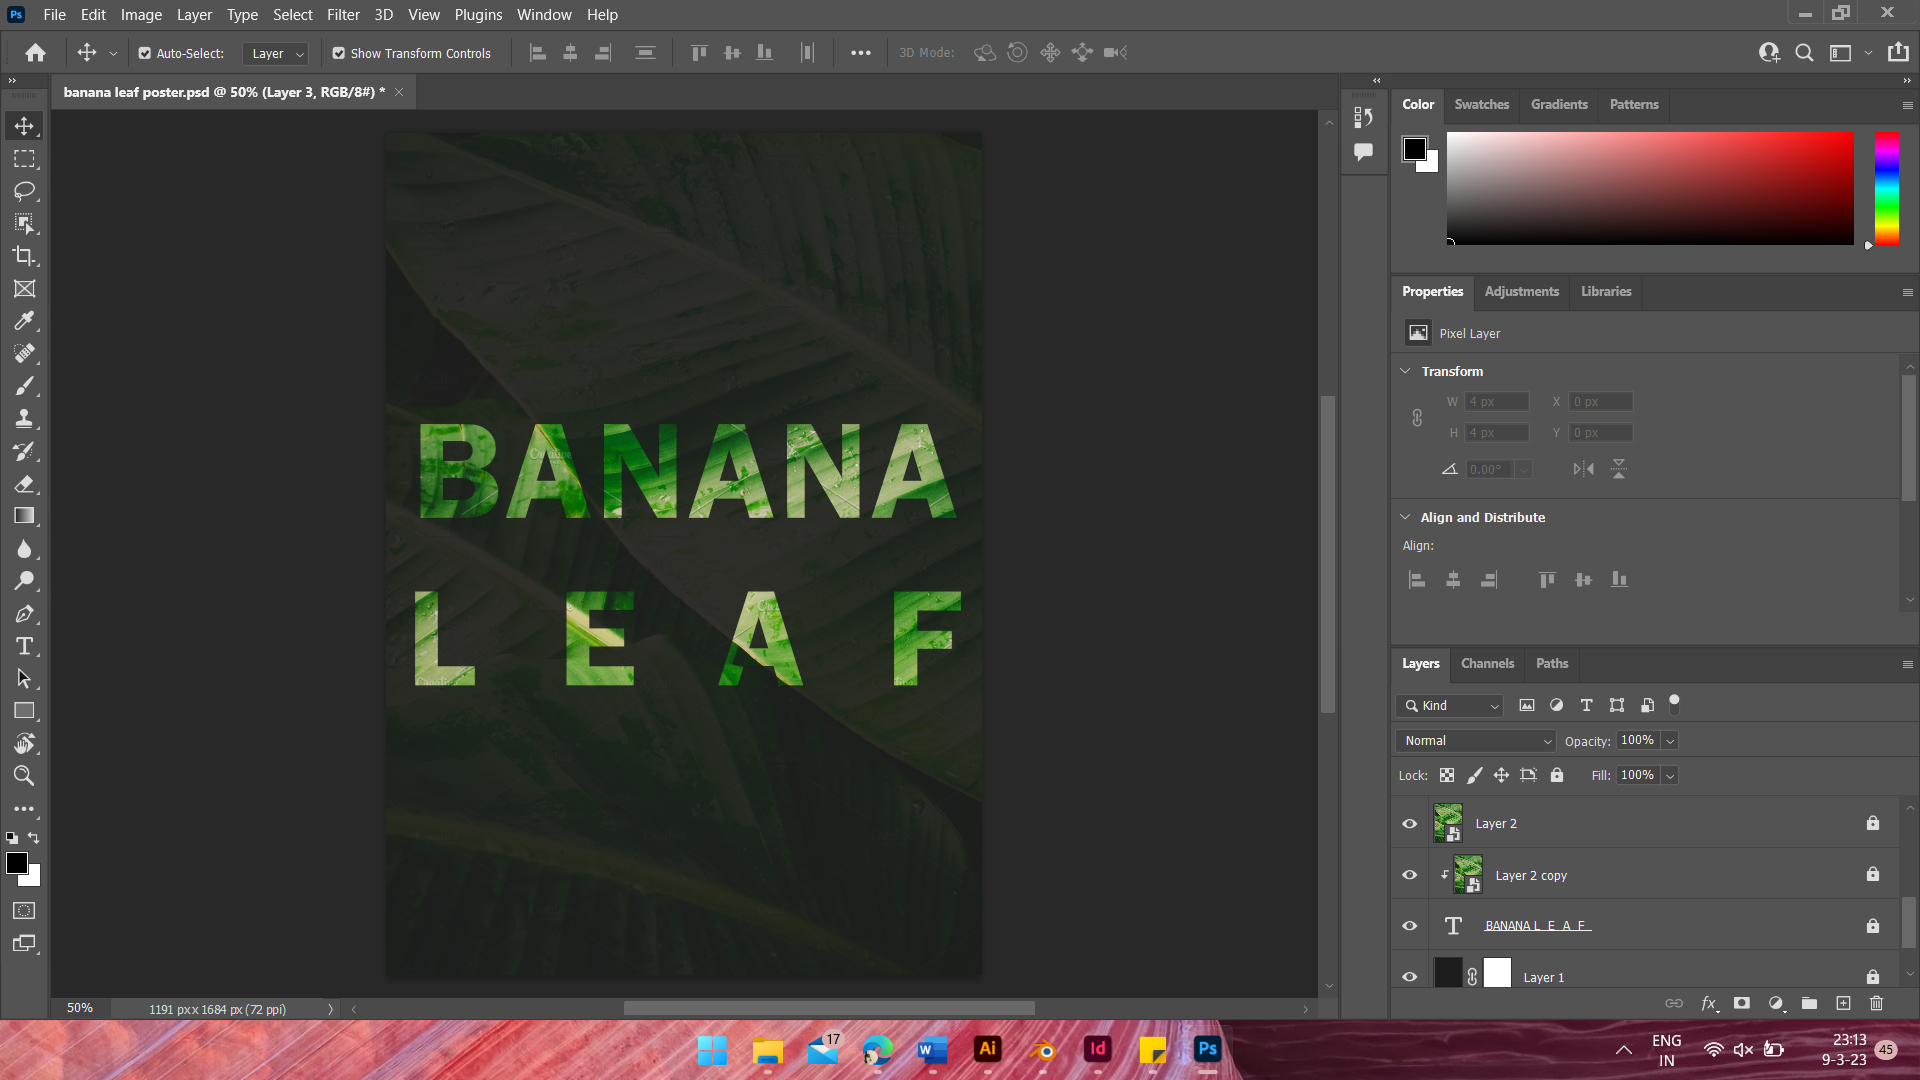 Ps File Edit Image Layer Type Select Filter 3D View Plugins Window Help
Auto-Select: Layer Show Transform Controls 3D Mode:
banana leaf poster.psd @ 50% (Layer 3, RGB/8#) *
Color Swatches Gradients Patterns
Properties Adjustments Libraries
Pixel Layer
Transform
W 4 px X 0 px
H 4 px Y 0 px
0.00°
Align and Distribute
Align:
BANANA
L E A F
Layers Channels Paths
Kind
Normal Opacity: 100%
Lock: Fill: 100%
Layer 2
Layer 2 copy
BANANA L E A F
Layer 1
50% 1191 px x 1684 px (72 ppi)
17 W Ai Id Ps
ENG
IN
23:13
9-3-23
45